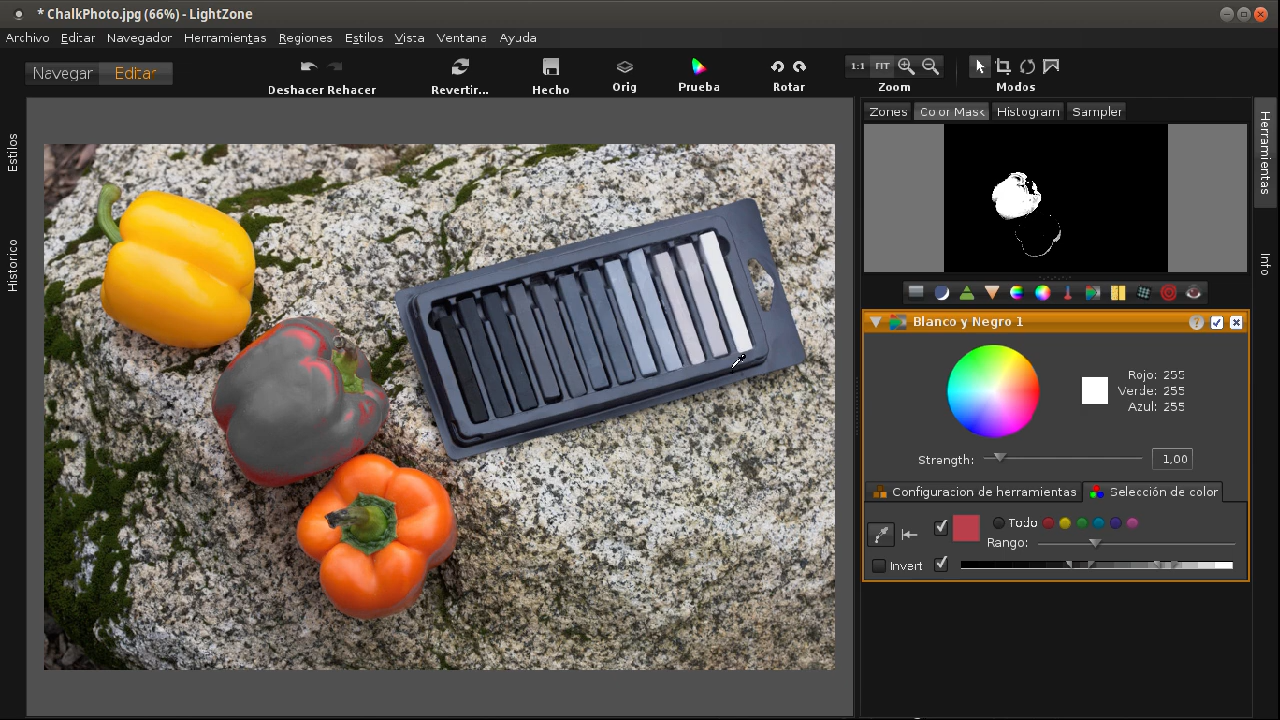 * ChalkPhoto.jpg (66%) - LightZone
Archivo Editar Navegador Herramientas Regiones Estilos Vista Ventana Ayuda
Navegar Editar
Deshacer Rehacer Revertir... Hecho Orig Prueba Rotar 1:1 FIT Zoom Modos
Estilos
Historico
Zones Color Mask Histogram Sampler
Herramientas
Info
Blanco y Negro 1 ?
Rojo: 255
Verde: 255
Azul: 255
Strength: 1,00
Configuracion de herramientas Selección de color
Todo
Rango:
Invert